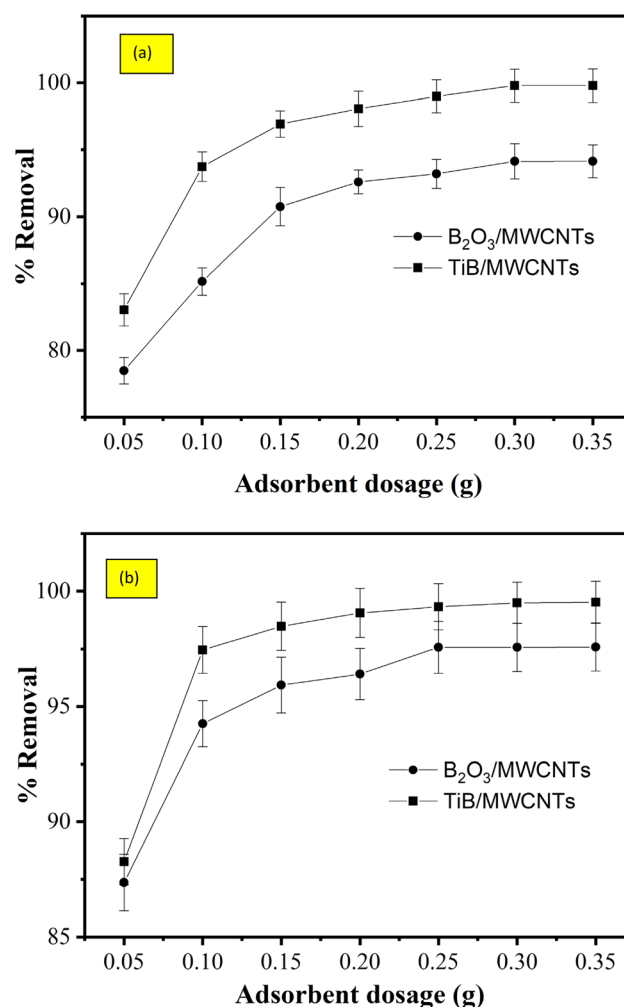 (a)
100
90
80
% Removal
B₂O₃/MWCNTs
TiB/MWCNTs
0.05 0.10 0.15 0.20 0.25 0.30 0.35
Adsorbent dosage (g)
(b)
100
95
90
85
% Removal
B₂O₃/MWCNTs
TiB/MWCNTs
0.05 0.10 0.15 0.20 0.25 0.30 0.35
Adsorbent dosage (g)